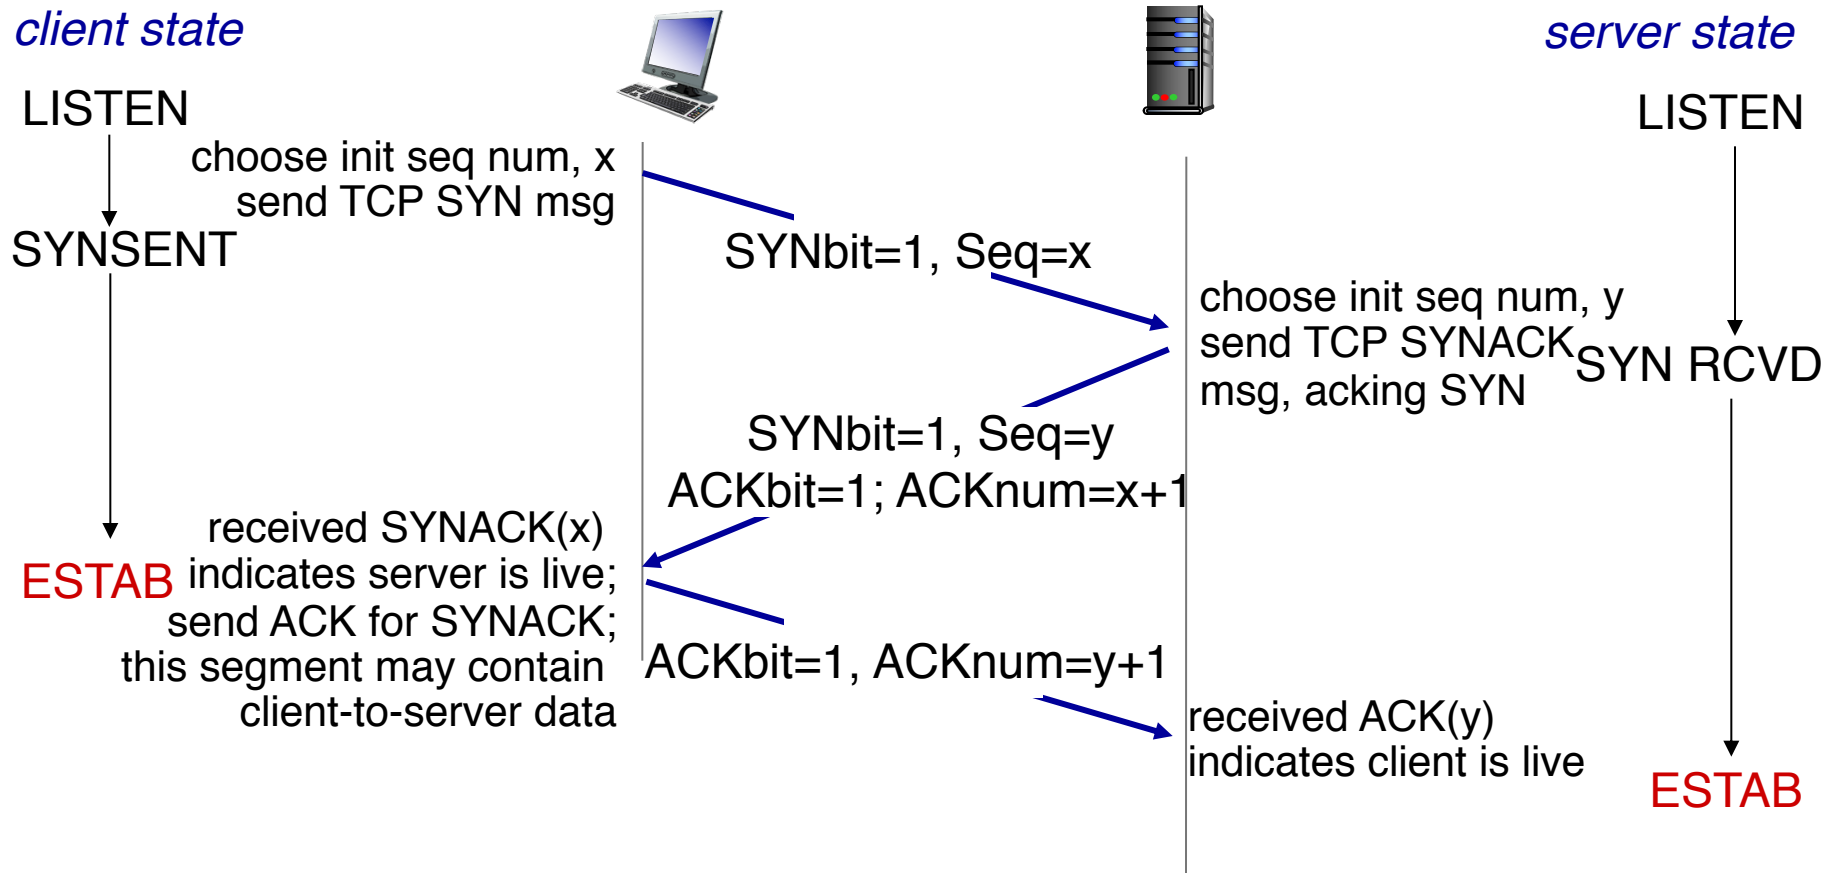 client state
server state
LISTEN
LISTEN
choose init seq num, x
send TCP SYN msg
SYNSENT
SYNbit=1, Seq=x
choose init seq num, y
send TCP SYNACK
msg, acking SYN
SYN RCVD
SYNbit=1, Seq=y
ACKbit=1; ACKnum=x+1
received SYNACK(x)
indicates server is live;
send ACK for SYNACK;
this segment may contain
client-to-server data
ESTAB
ACKbit=1, ACKnum=y+1
received ACK(y)
indicates client is live
ESTAB